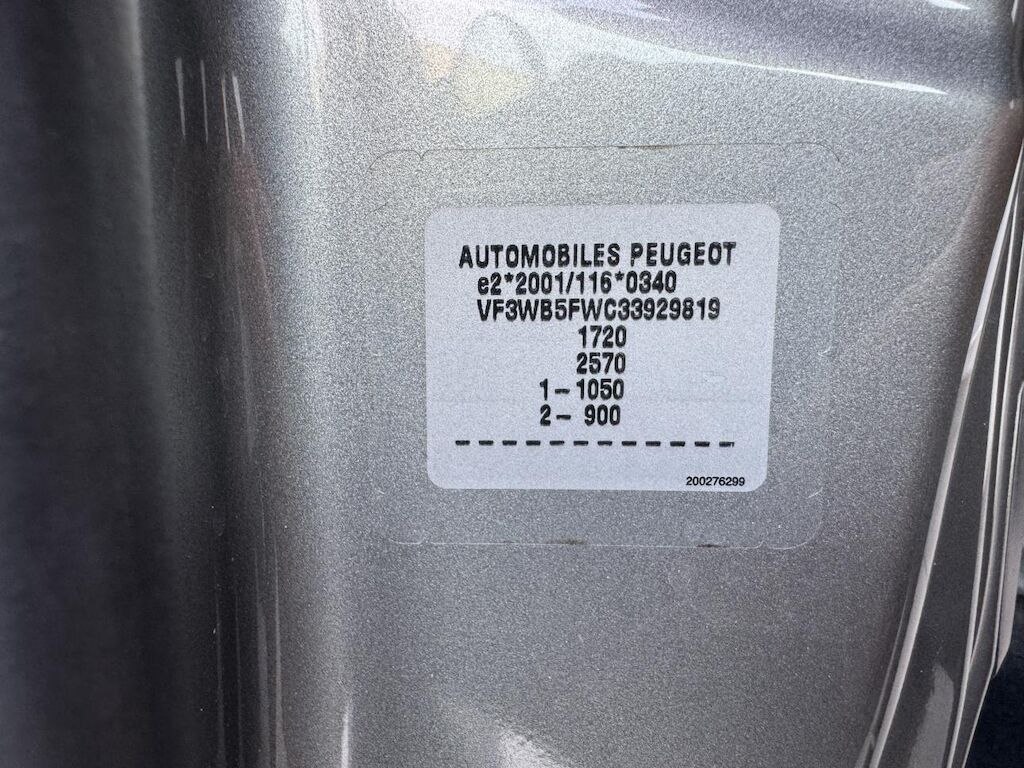 AUTOMOBILES PEUGEOT
e2*2001/116*0340
VF3WB5FWC33929819
1720
2570
1- 1050
2- 900
- - - - - - - - - - - - -
200276299